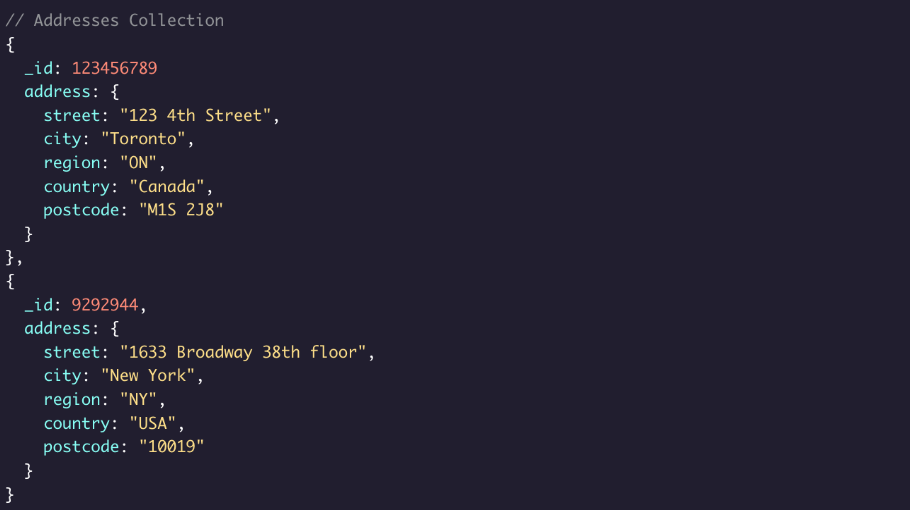 // Addresses Collection
{
  _id: 123456789
  address: {
    street: "123 4th Street",
    city: "Toronto",
    region: "ON",
    country: "Canada",
    postcode: "M1S 2J8"
  }
},
{
  _id: 9292944,
  address: {
    street: "1633 Broadway 38th floor",
    city: "New York",
    region: "NY",
    country: "USA",
    postcode: "10019"
  }
}